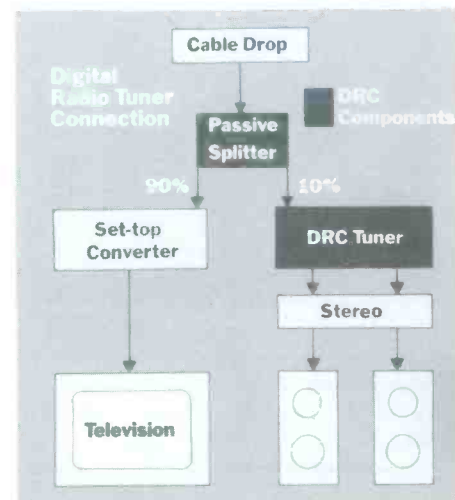 Cable Drop
Digital
Radio Tuner
Connection
DRC
Components
Passive
Splitter
90%
10%
Set-top
Converter
DRC Tuner
Stereo
Television